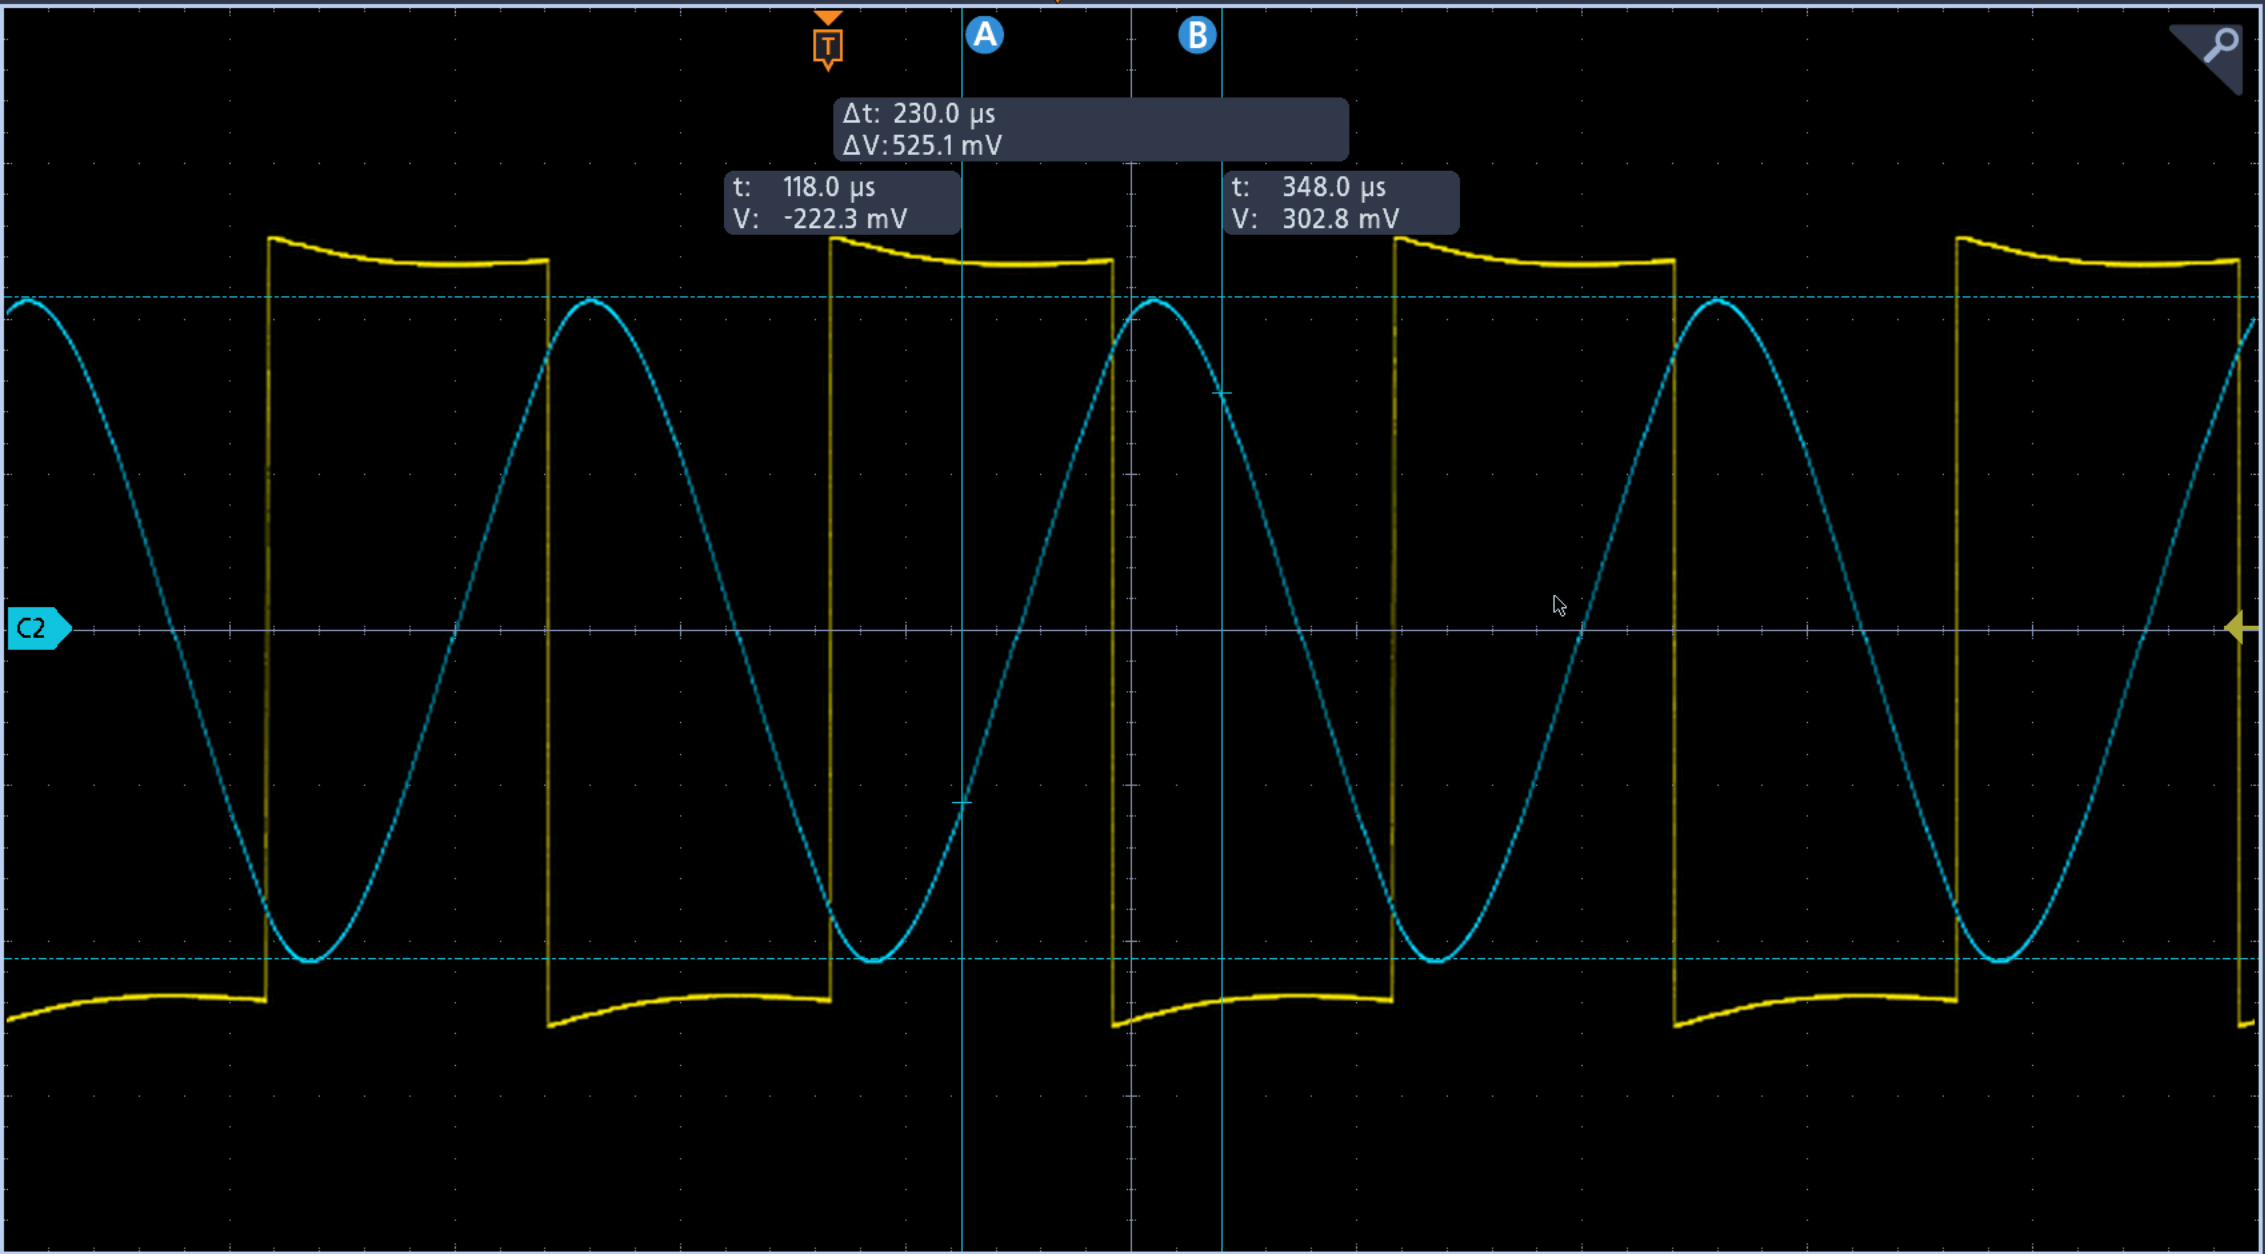 T
A
B
Δt: 230.0 µs
ΔV:525.1 mV
t: 118.0 µs
V: -222.3 mV
t: 348.0 µs
V: 302.8 mV
C2